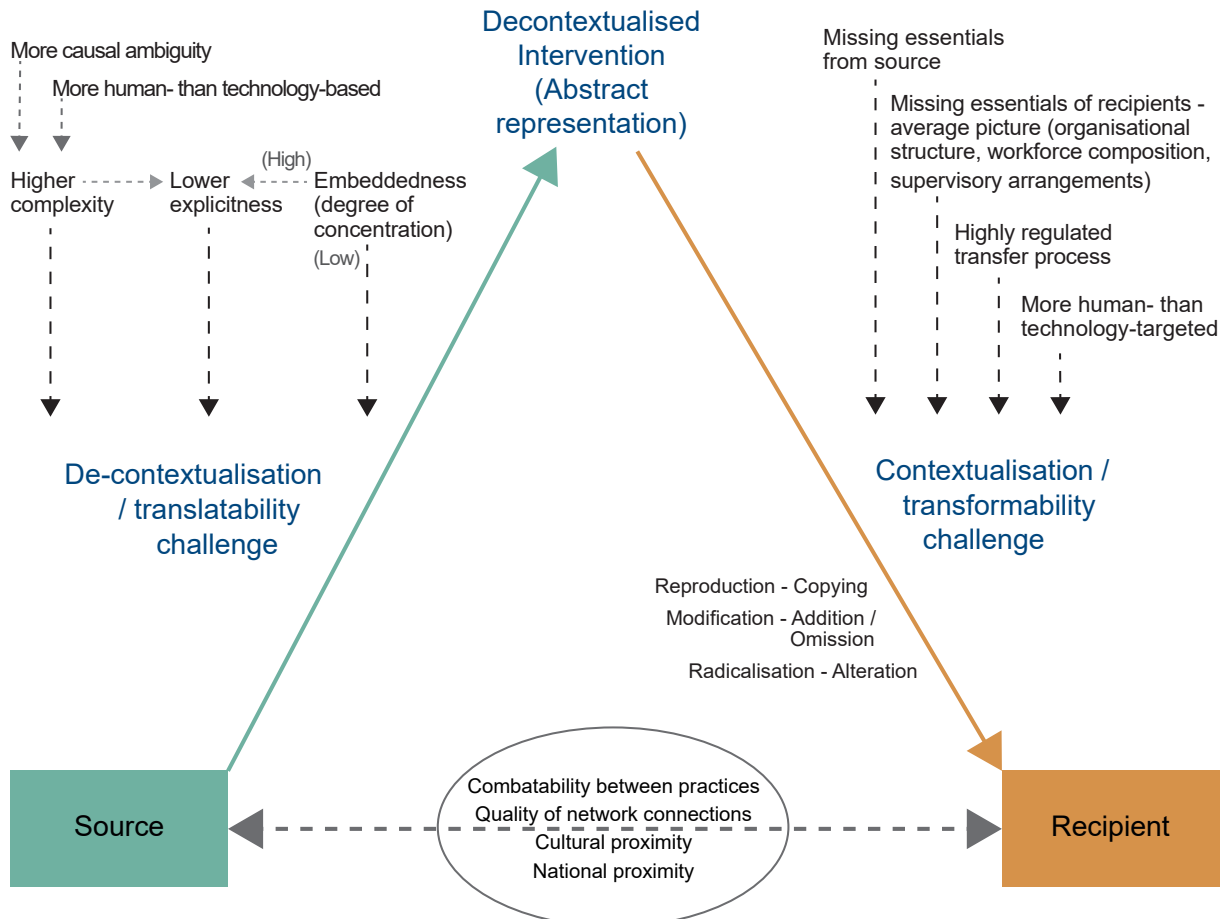 More causal ambiguity
More human- than technology-based
(High)
Higher
complexity
Lower
explicitness
Embeddedness
(degree of
concentration)
(Low)
De-contextualisation
/ translatability
challenge
Decontextualised
Intervention
(Abstract
representation)
Missing essentials
from source
Missing essentials of recipients -
average picture (organisational
structure, workforce composition,
supervisory arrangements)
Highly regulated
transfer process
More human- than
technology-targeted
Contextualisation /
transformability
challenge
Reproduction - Copying
Modification - Addition /
Omission
Radicalisation - Alteration
Source
Combatability between practices
Quality of network connections
Cultural proximity
National proximity
Recipient